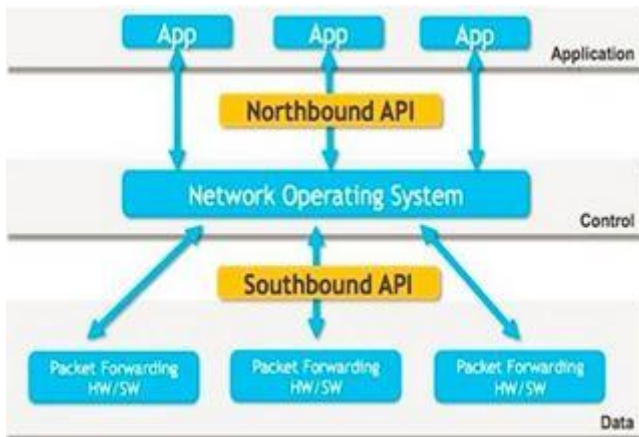 App App App
Application
Northbound API
Network Operating System
Control
Southbound API
Packet Forwarding Packet Forwarding Packet Forwarding
HW/SW HW/SW HW/SW
Data